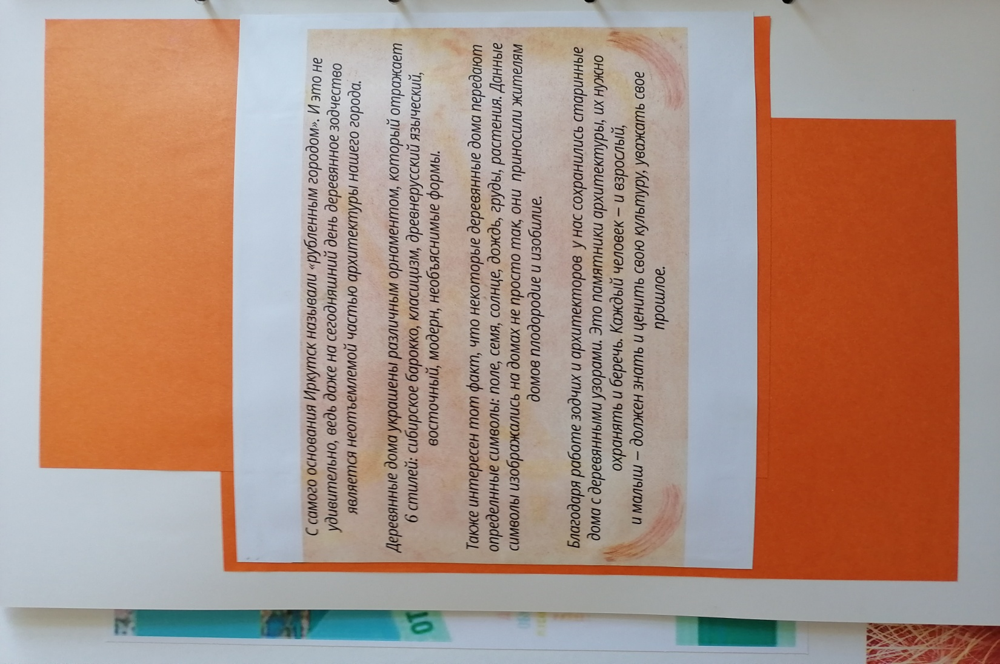 С самого основания Иркутск называли «рубленным городом». И это не
удивительно, ведь даже на сегодняшний день деревянное зодчество
является неотъемлемой частью архитектуры нашего города.
Деревянные дома украшены различным орнаментом, который отражает
6 стилей: сибирское барокко, класицизм, древнерусский языческий,
восточный, модерн, необъяснимые формы.
Также интересен тот факт, что некоторые деревянные дома передают
определнные символы: поле, семя, солнце, дождь, груды, растения. Данные
символы изображались на домах не просто так, они приносили жителям
домов плодородие и изобилие.
Благодаря работе зодчих и архитекторов у нас сохранились старинные
дома с деревянными узорами. Это памятники архитектуры, их нужно
охранять и беречь. Каждый человек – и взрослый,
и малыш – должен знать и ценить свою культуру, уважать свое
прошлое.
ОТ